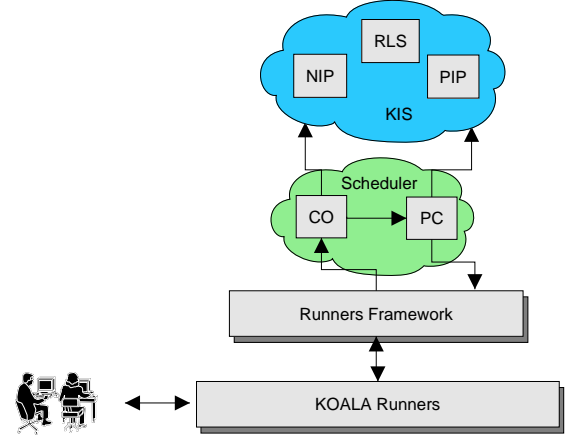 RLS
NIP
PIP
KIS
Scheduler
CO
PC
Runners Framework
KOALA Runners